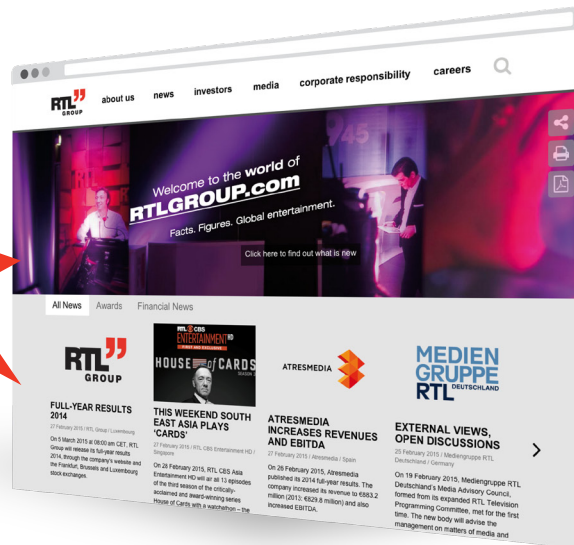 RTL GROUP
about us
news
investors
media
corporate responsibility
careers
945
Welcome to the world of
RTLGROUP.com
Facts. Figures. Global entertainment.
Click here to find out what is new
All News
Awards
Financial News
RTL
GROUP
FULL-YEAR RESULTS
2014
27 February 2015 / RTL Group / Luxembourg
On 5 March 2015 at 08:00 am CET, RTL
Group will release its full-year results
2014, through the company's website and
the Frankfurt, Brussels and Luxembourg
stock exchanges.
RTL CBS
ENTERTAINMENT HD
FIRST AND EXCLUSIVE
HOUSE of CARDS
SEASON 3
THIS WEEKEND SOUTH
EAST ASIA PLAYS
'CARDS'
27 February 2015 / RTL CBS Entertainment HD /
Singapore
On 28 February 2015, RTL CBS Asia
Entertainment HD will air all 13 episodes
of the third season of the critically-
acclaimed and award-winning series
House of Cards with a watchathon – the
ATRESMEDIA
ATRESMEDIA
INCREASES REVENUES
AND EBITDA
27 February 2015 / Atresmedia / Spain
On 26 February 2015, Atresmedia
published its 2014 full-year results. The
company increased its revenue to €883.2
million (2013: €829.8 million) and also
increased EBITDA.
MEDIEN
GRUPPE
RTL DEUTSCHLAND
EXTERNAL VIEWS,
OPEN DISCUSSIONS
25 February 2015 / Mediengruppe RTL
Deutschland / Germany
On 19 February 2015, Mediengruppe RTL
Deutschland's Media Advisory Council,
formed from its expanded RTL Television
Programming Committee, met for the first
time. The new body will advise the
management on matters of media and